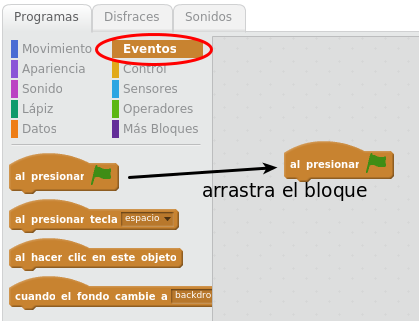 Programas Disfraces Sonidos
Movimiento Eventos
Apariencia Control
Sonido Sensores
Lápiz Operadores
Datos Más Bloques
al presionar
al presionar
arrastra el bloque
al presionar tecla espacio
al hacer clic en este objeto
cuando el fondo cambie a backdro